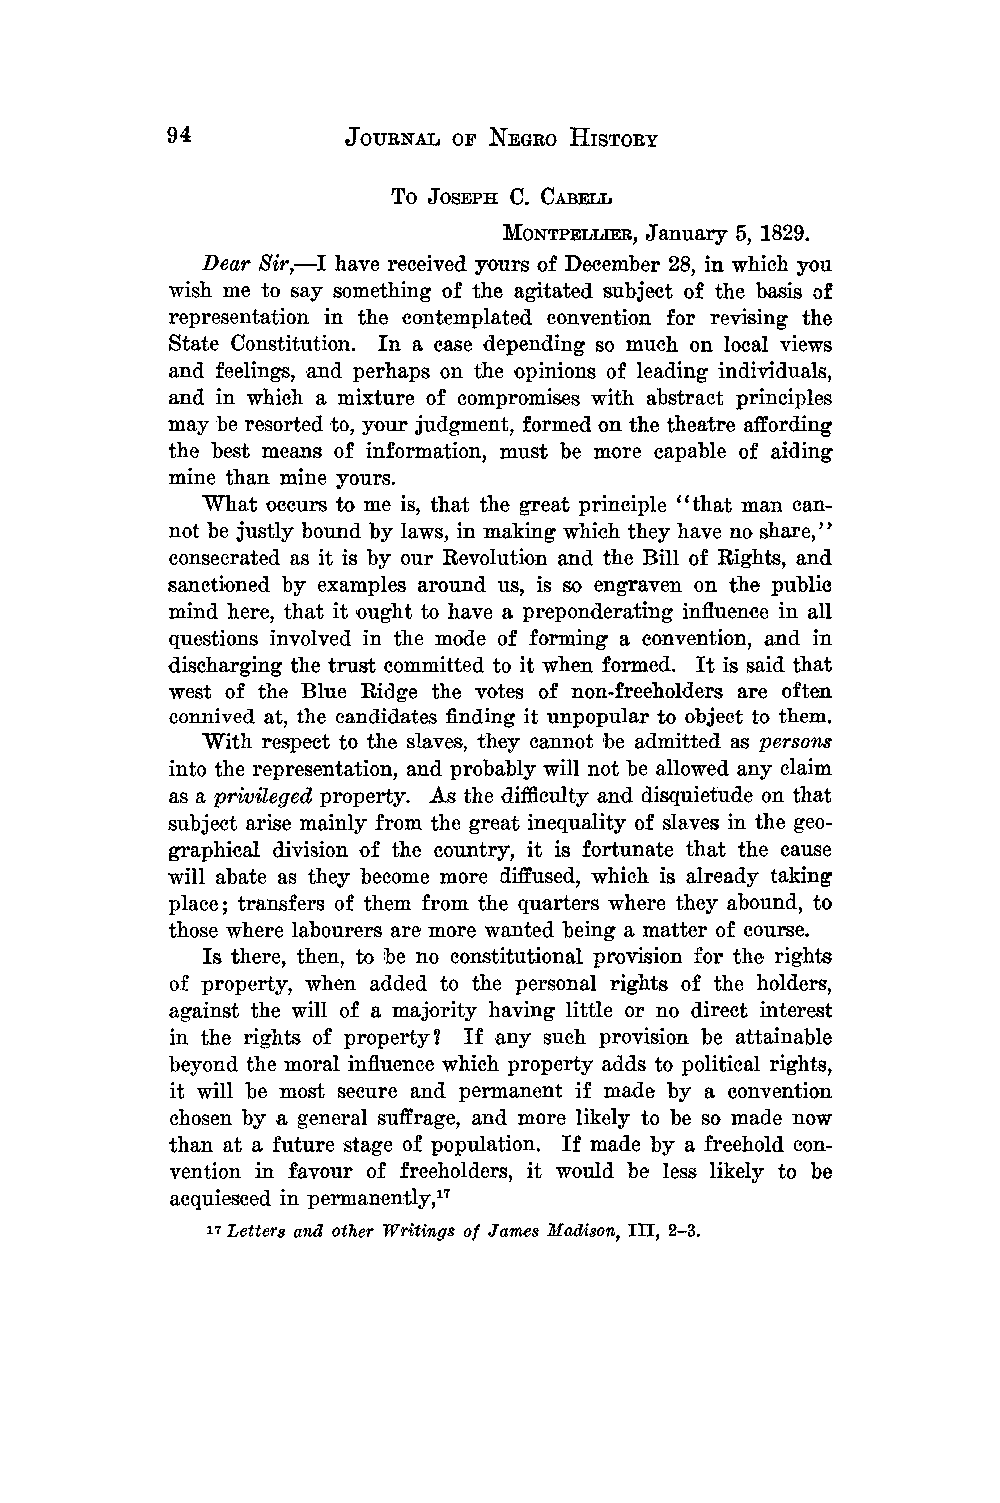 94 JOURNAL OF NEGRO HISTORY
TO JOSEPH C. CABELL
MONTPELLIER, January 5, 1829.
Dear Sir,—I have received yours of December 28, in which you
wish me to say something of the agitated subject of the basis of
representation in the contemplated convention for revising the
State Constitution. In a case depending so much on local views
and feelings, and perhaps on the opinions of leading individuals,
and in which a mixture of compromises with abstract principles
may be resorted to, your judgment, formed on the theatre affording
the best means of information, must be more capable of aiding
mine than mine yours.
What occurs to me is, that the great principle "that man can-
not be justly bound by laws, in making which they have no share,"
consecrated as it is by our Revolution and the Bill of Rights, and
sanctioned by examples around us, is so engraven on the public
mind here, that it ought to have a preponderating influence in all
questions involved in the mode of forming a convention, and in
discharging the trust committed to it when formed. It is said that
west of the Blue Ridge the votes of non-freeholders are often
connived at, the candidates finding it unpopular to object to them.
With respect to the slaves, they cannot be admitted as persons
into the representation, and probably will not be allowed any claim
as a privileged property. As the difficulty and disquietude on that
subject arise mainly from the great inequality of slaves in the geo-
graphical division of the country, it is fortunate that the cause
will abate as they become more diffused, which is already taking
place; transfers of them from the quarters where they abound, to
those where labourers are more wanted being a matter of course.
Is there, then, to be no constitutional provision for the rights
of property, when added to the personal rights of the holders,
against the will of a majority having little or no direct interest
in the rights of property? If any such provision be attainable
beyond the moral influence which property adds to political rights,
it will be most secure and permanent if made by a convention
chosen by a general suffrage, and more likely to be so made now
than at a future stage of population. If made by a freehold con-
vention in favour of freeholders, it would be less likely to be
acquiesced in permanently,¹⁷
¹⁷ Letters and other Writings of James Madison, III, 2–3.